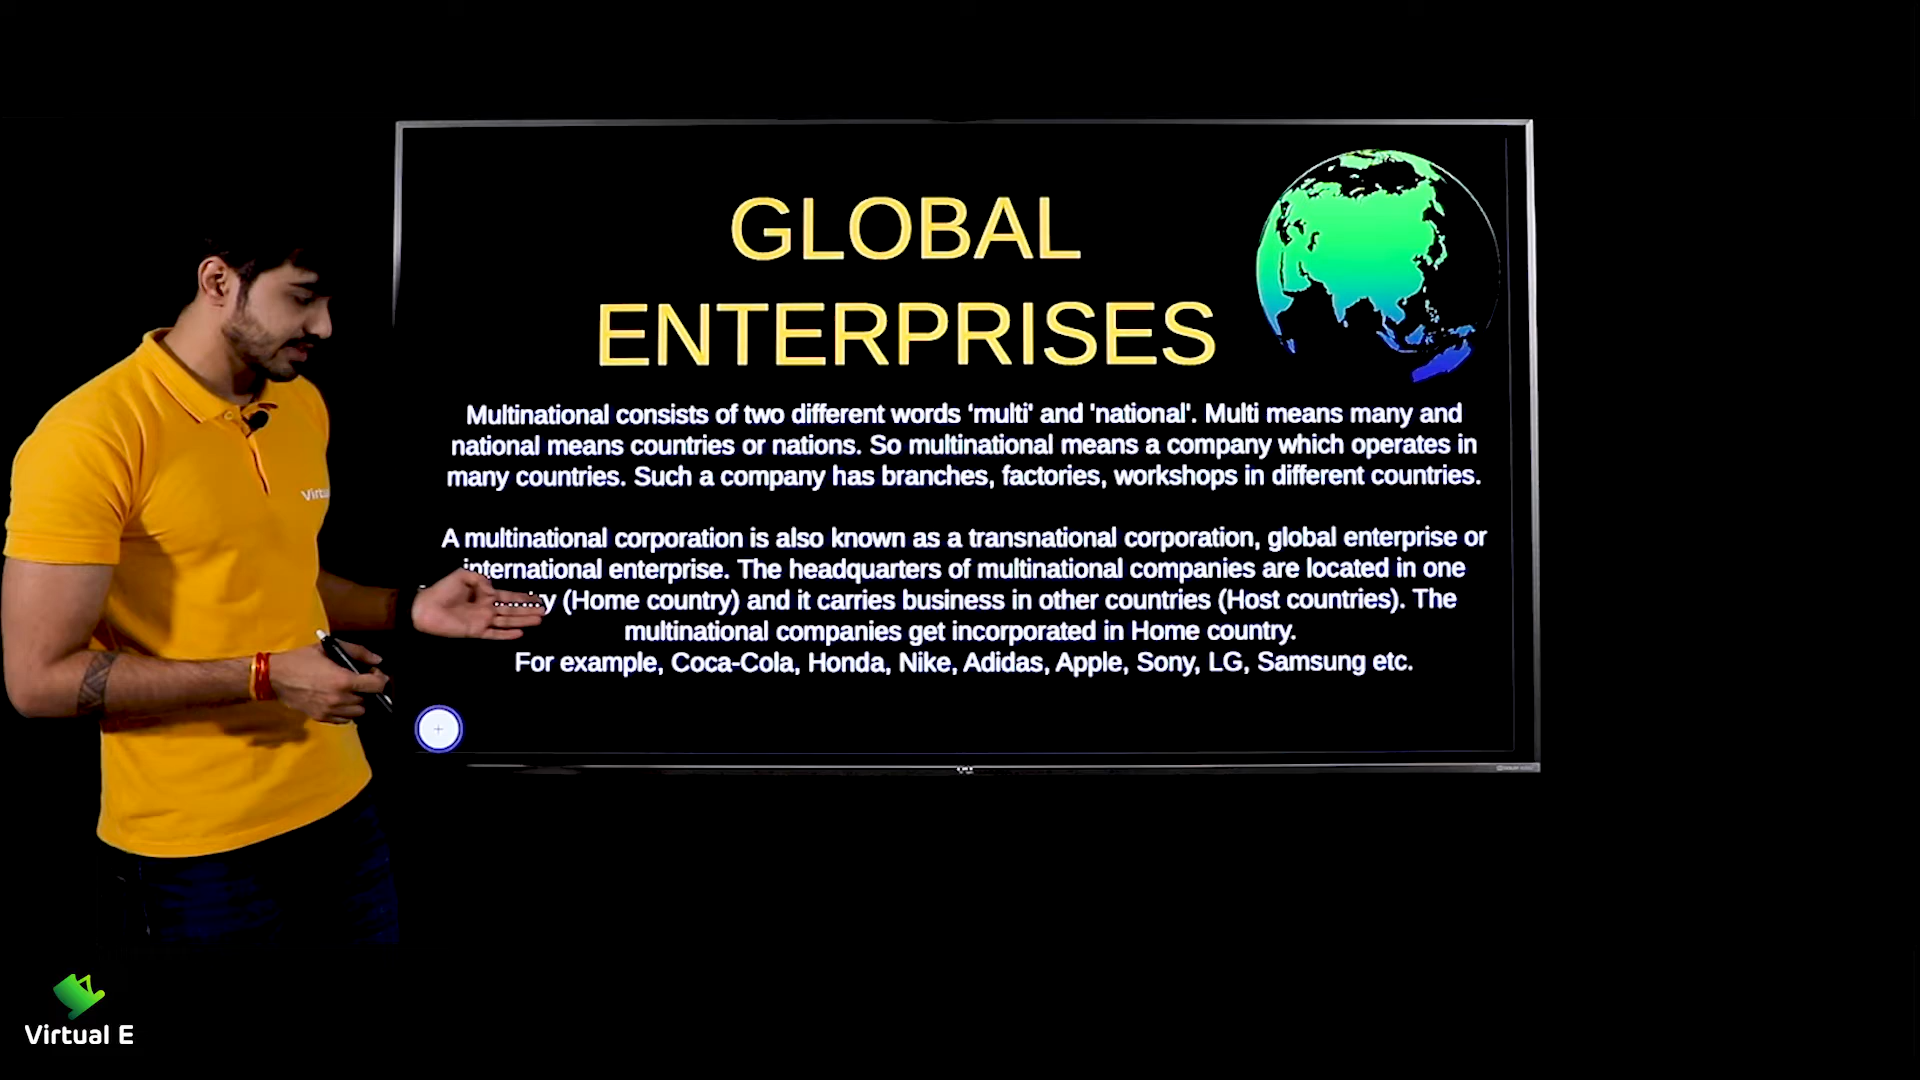 GLOBAL
ENTERPRISES
Multinational consists of two different words ‘multi' and 'national'. Multi means many and
national means countries or nations. So multinational means a company which operates in
many countries. Such a company has branches, factories, workshops in different countries.
A multinational corporation is also known as a transnational corporation, global enterprise or
international enterprise. The headquarters of multinational companies are located in one
(Home country) and it carries business in other countries (Host countries). The
multinational companies get incorporated in Home country.
For example, Coca-Cola, Honda, Nike, Adidas, Apple, Sony, LG, Samsung etc.
Virtual E